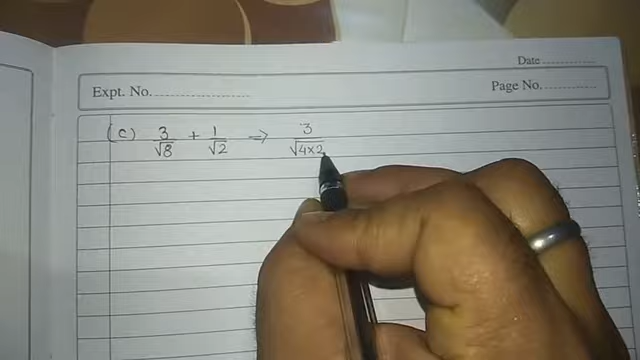 Date ............
Expt. No. ........................
Page No. ............
(c) 3/√8 + 1/√2 ⇒ 3/√4×2